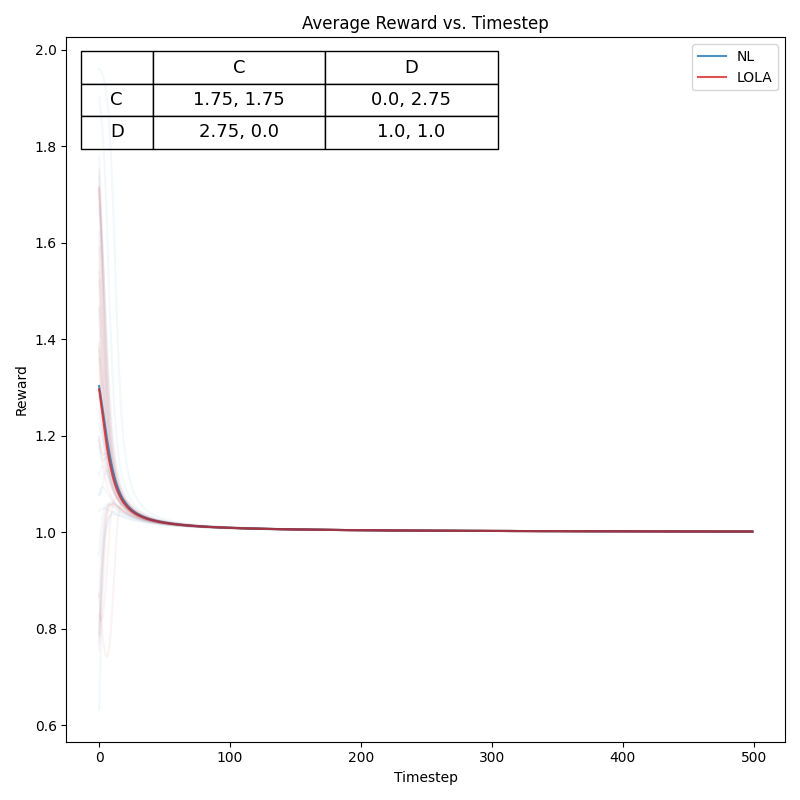 Average Reward vs. Timestep
C D
C 1.75, 1.75 0.0, 2.75
D 2.75, 0.0 1.0, 1.0
NL
LOLA
2.0
1.8
1.6
1.4
1.2
1.0
0.8
0.6
Reward
0 100 200 300 400 500
Timestep